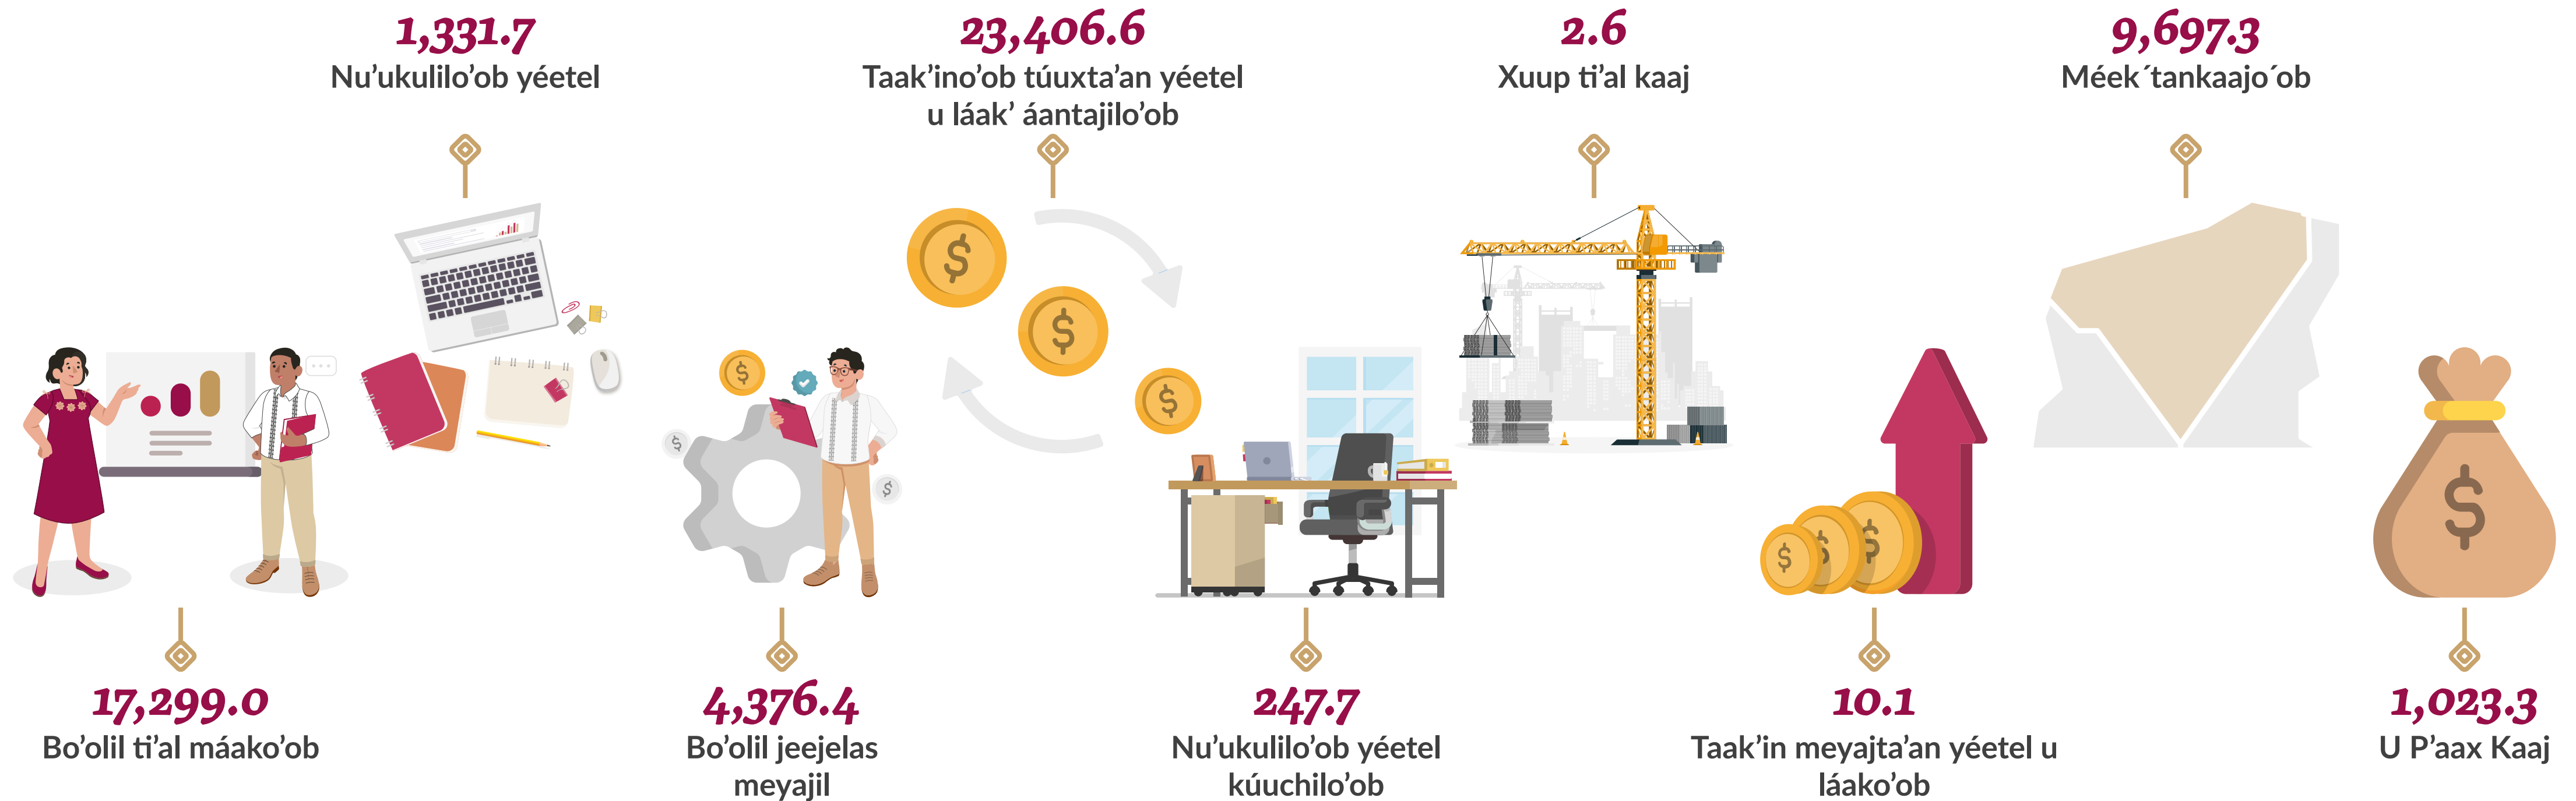 1,331.7
Nu’ukulilo’ob yéetel
23,406.6
Taak’ino’ob túuxta’an yéetel
u láak’ áantajilo’ob
2.6
Xuup ti’al kaaj
9,697.3
Méek´tankaajo´ob
17,299.0
Bo’olil ti’al máako’ob
4,376.4
Bo’olil jeejelas
meyajil
247.7
Nu’ukulilo’ob yéetel
kúuchilo’ob
10.1
Taak’in meyajta’an yéetel u
láako’ob
1,023.3
U P’aax Kaaj